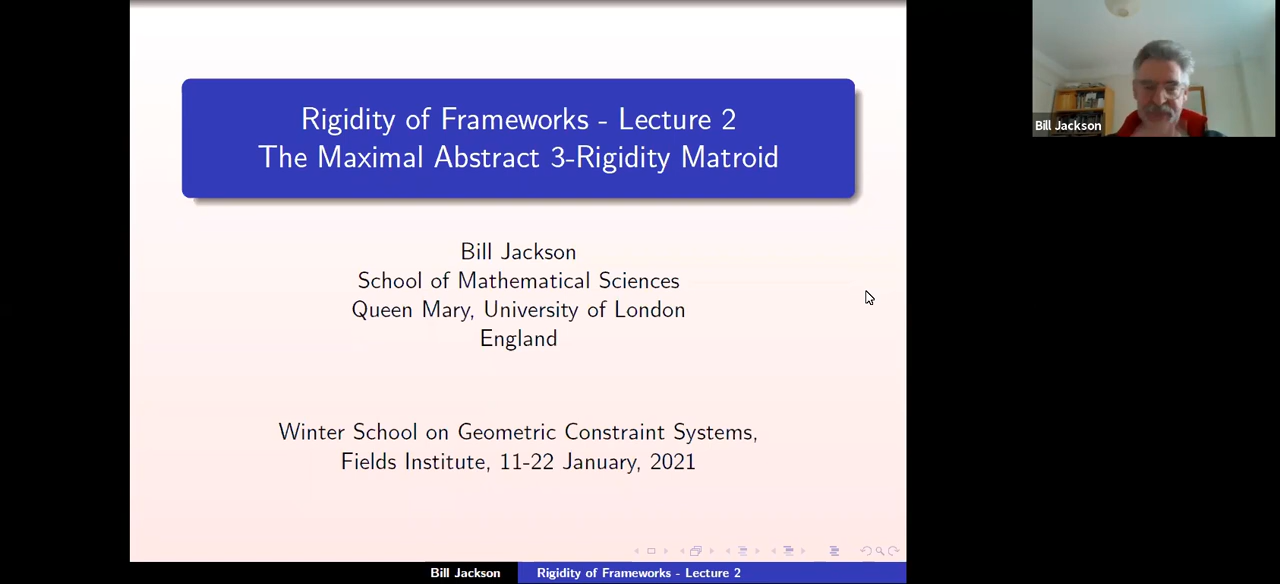 Rigidity of Frameworks - Lecture 2
The Maximal Abstract 3-Rigidity Matroid
Bill Jackson
School of Mathematical Sciences
Queen Mary, University of London
England
Winter School on Geometric Constraint Systems,
Fields Institute, 11-22 January, 2021
Bill Jackson
Rigidity of Frameworks - Lecture 2
Bill Jackson